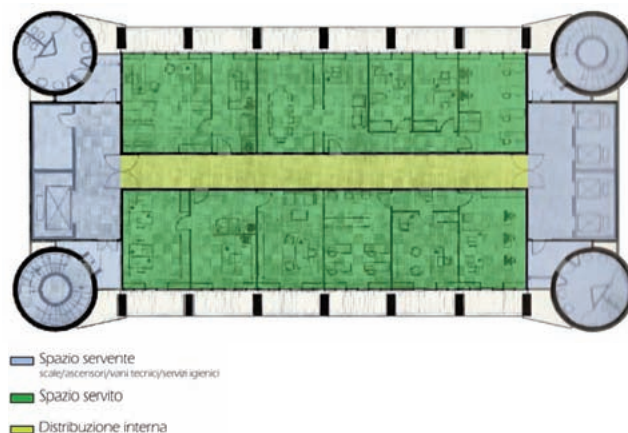 Spazio servente
scale/ascensori/vani tecnici/servizi igienici
Spazio servito
Distribuzione interna